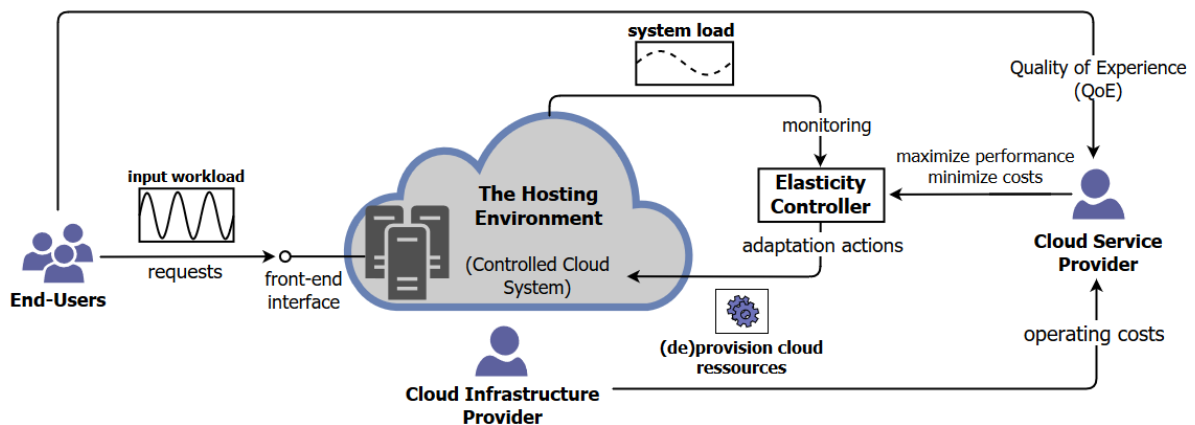 system load
Quality of Experience
(QoE)
monitoring
input workload
maximize performance
minimize costs
The Hosting
Environment
Elasticity
Controller
(Controlled Cloud
System)
adaptation actions
Cloud Service
Provider
requests
front-end
interface
End-Users
(de)provision cloud
ressources
operating costs
Cloud Infrastructure
Provider